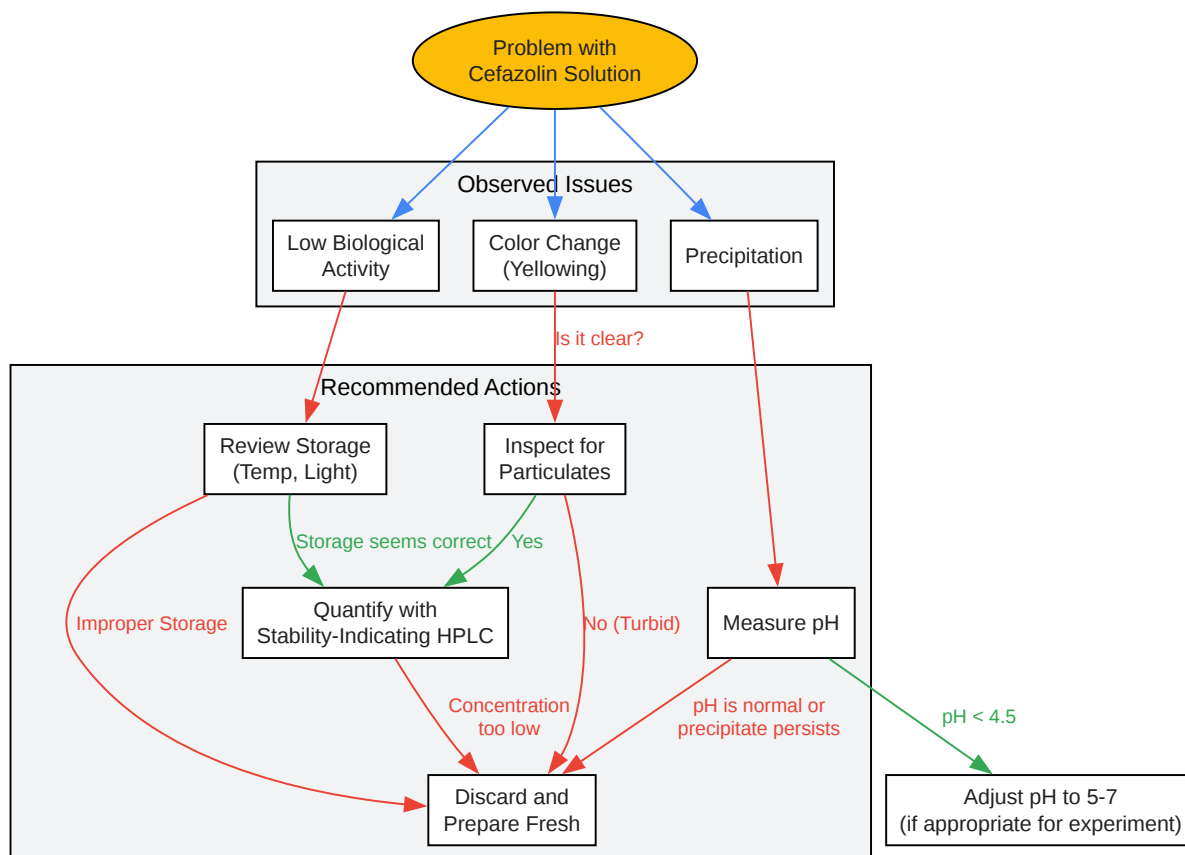 Problem with
Cefazolin Solution
Observed Issues
Low Biological
Activity
Color Change
(Yellowing)
Precipitation
Is it clear?
Recommended Actions
Review Storage
(Temp, Light)
Inspect for
Particulates
Storage seems correct
Yes
Improper Storage
Quantify with
Stability-Indicating HPLC
No (Turbid)
Measure pH
Concentration
too low
pH is normal or
precipitate persists
pH < 4.5
Discard and
Prepare Fresh
Adjust pH to 5-7
(if appropriate for experiment)